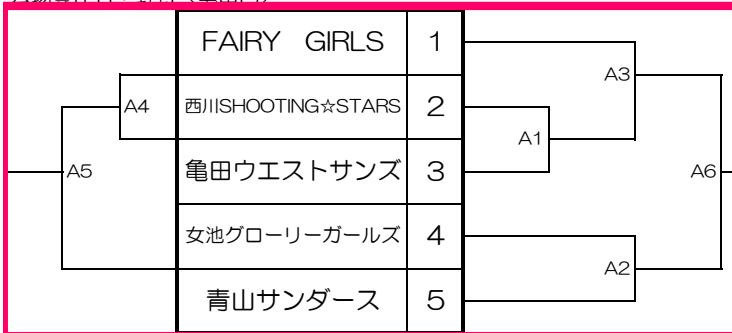 FAIRY GIRLS 1
A3
A4 西川SHOOTING☆STARS 2
A1
A5 亀田ウエストサンズ 3 A6
女池グローリーガールズ 4
A2
青山サンダース 5